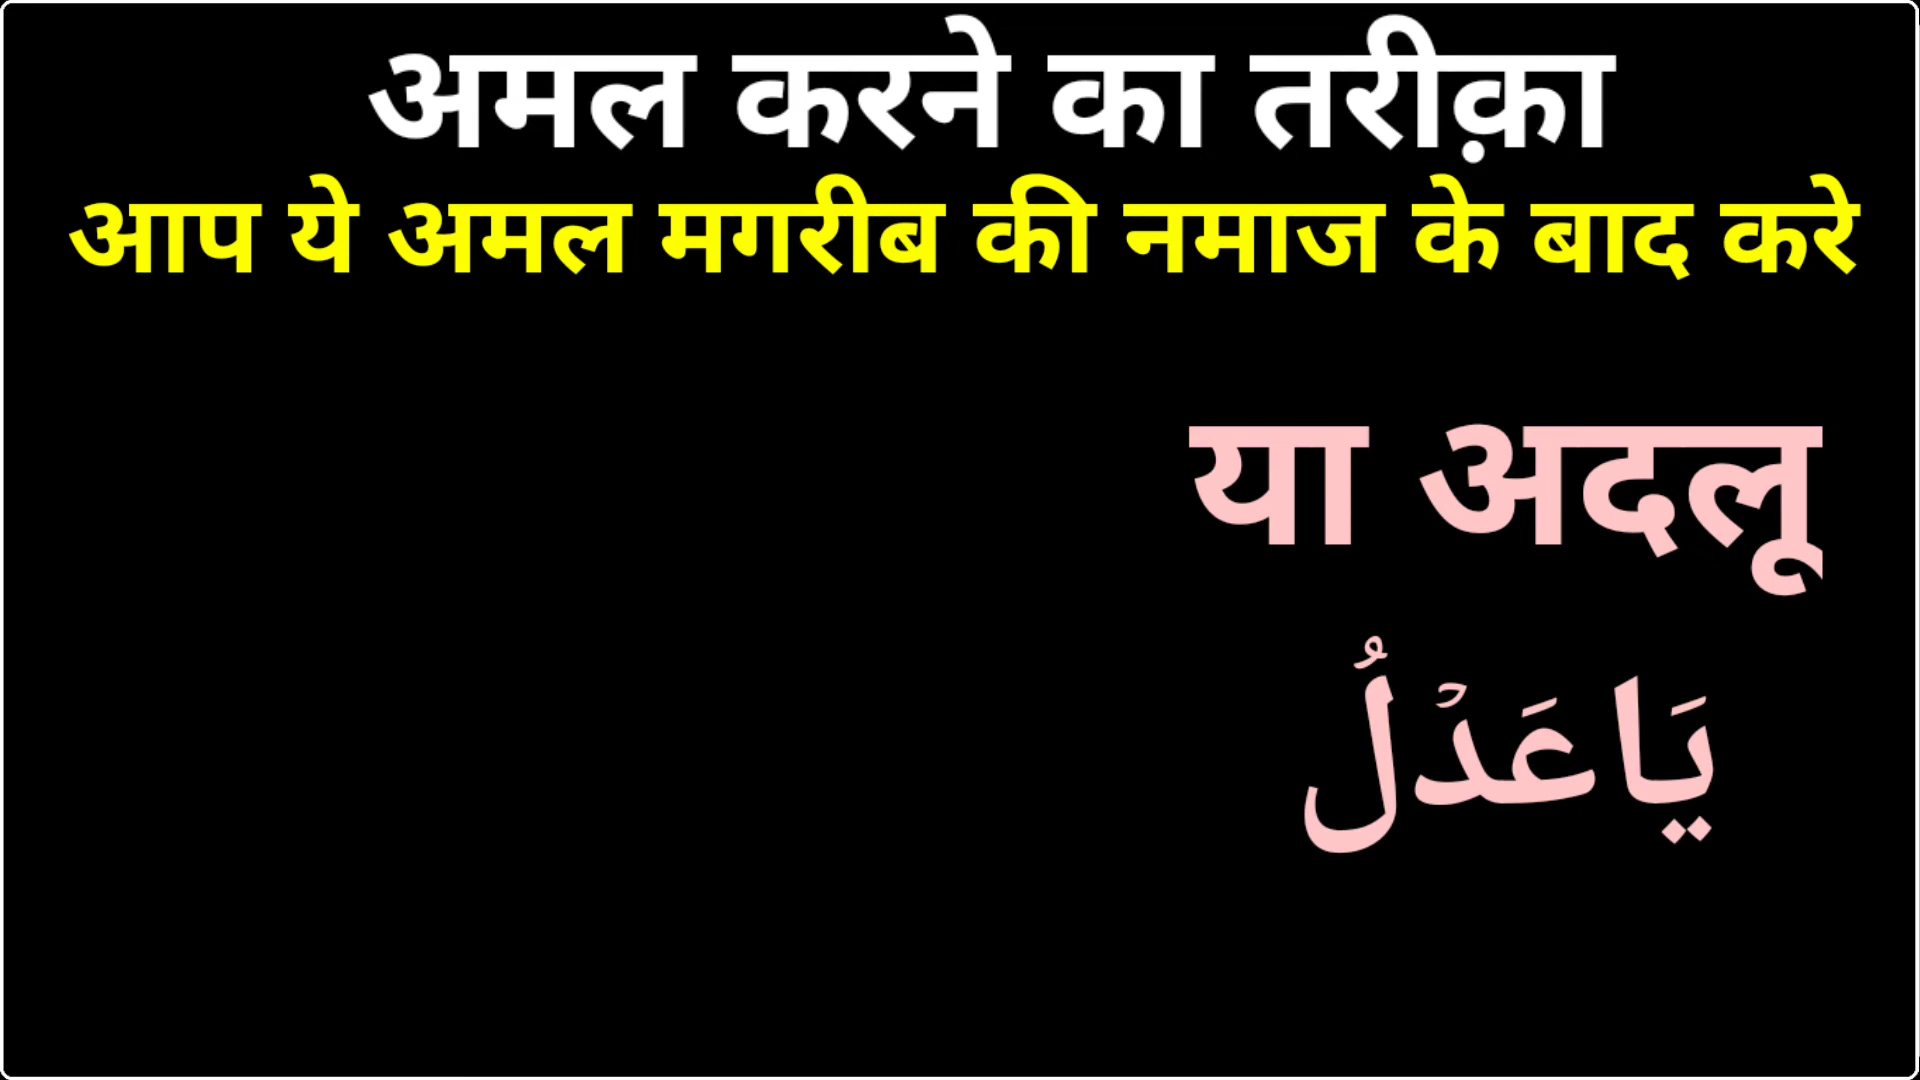 अमल करने का तरीक़ा
आप ये अमल मगरीब की नमाज के बाद करे
या अदलू
يَاعَدْلُ